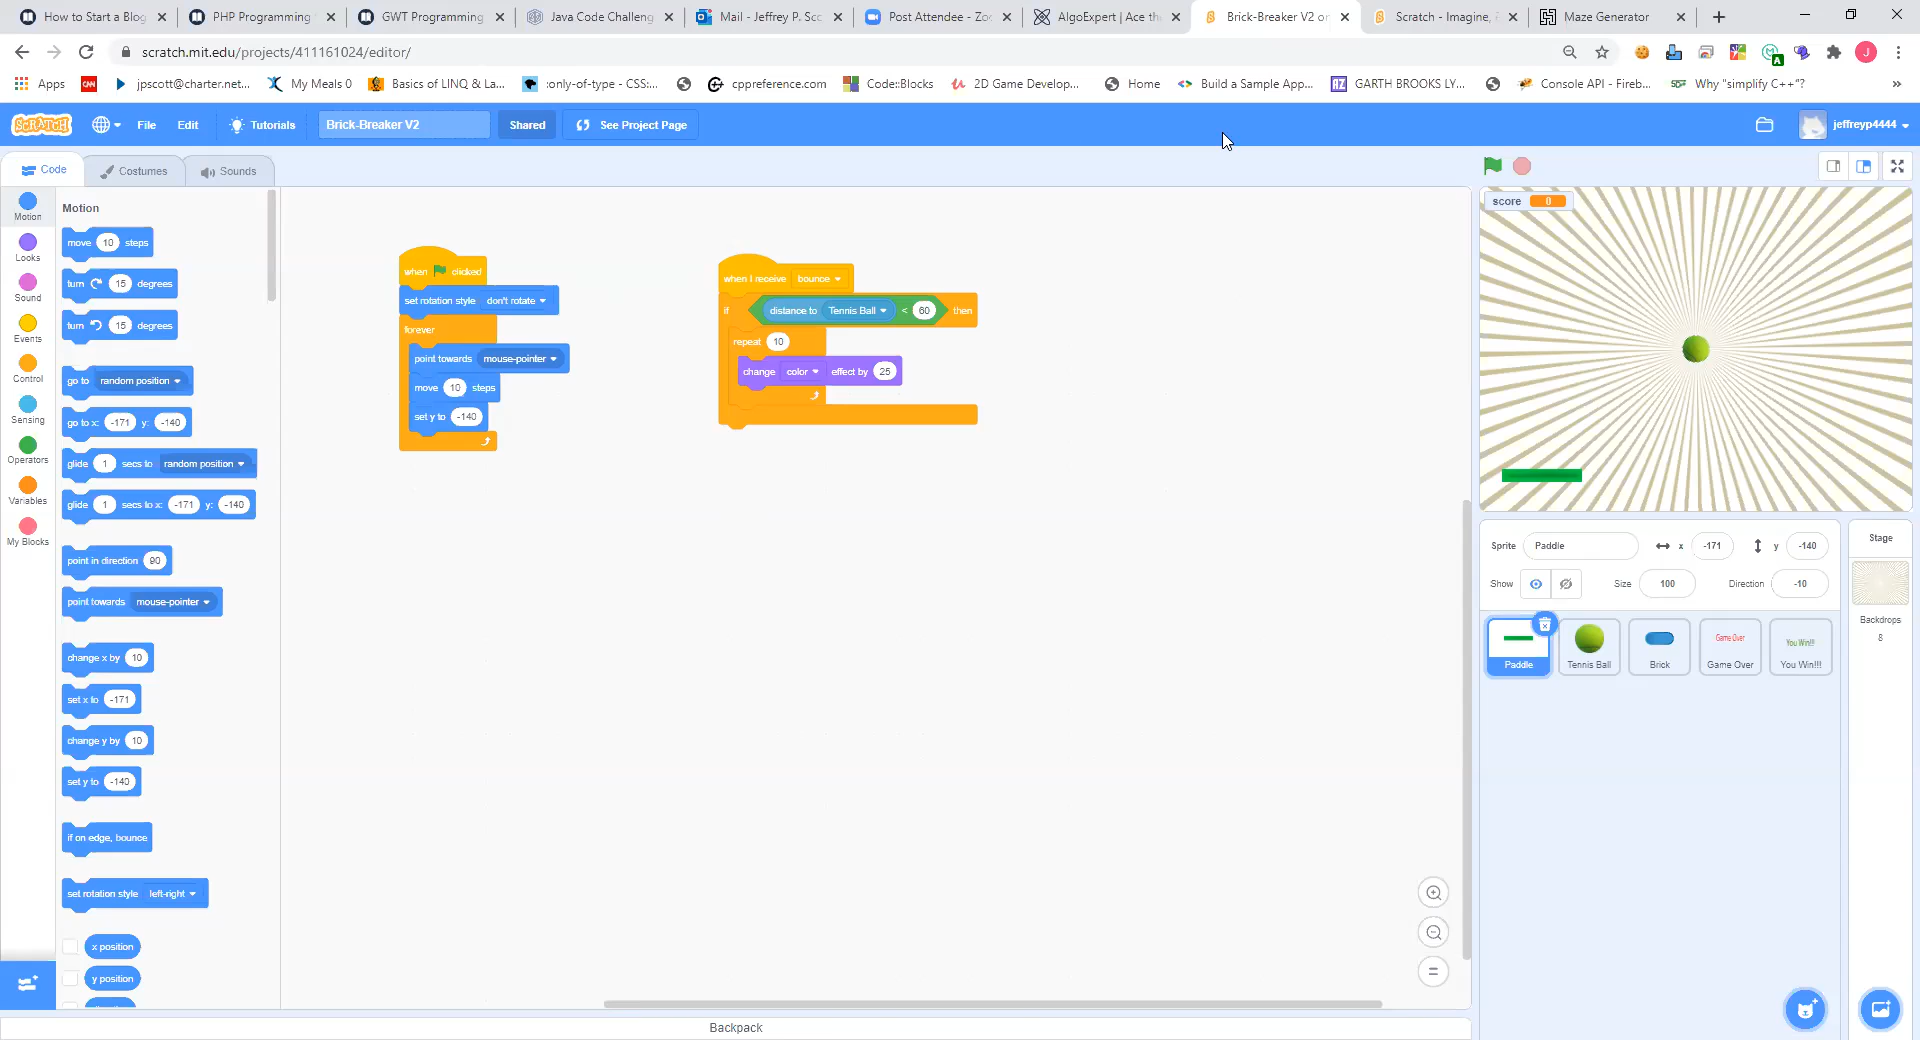 How to Start a Blog
PHP Programming
GWT Programming
Java Code Challeng
Mail - Jeffrey P. Sc
Post Attendee - Zo
AlgoExpert | Ace th
Brick-Breaker V2 o
Scratch - Imagine,
Maze Generator
scratch.mit.edu/projects/411161024/editor/
A
J
Apps
CNN
jpscott@charter.net...
My Meals 0
Basics of LINQ & La...
:only-of-type - CSS:...
cppreference.com
Code::Blocks
2D Game Develop...
Home
Build a Sample App...
GARTH BROOKS LY...
Console API - Fireb...
Why "simplify C++"?
SCRATCH
File
Edit
Tutorials
Brick-Breaker V2
Shared
See Project Page
jeffreyp4444
Code
Costumes
Sounds
Motion
Looks
Sound
Events
Control
Sensing
Operators
Variables
My Blocks
Motion
move 10 steps
turn 15 degrees
turn 15 degrees
go to random position
go to x: -171 y: -140
glide 1 secs to random position
glide 1 secs to x: -171 y: -140
point in direction 90
point towards mouse-pointer
change x by 10
set x to -171
change y by 10
set y to -140
if on edge, bounce
set rotation style left-right
x position
y position
when clicked
set rotation style don't rotate
forever
point towards mouse-pointer
move 10 steps
set y to -140
when I receive bounce
if distance to Tennis Ball < 60 then
repeat 10
change color effect by 25
score 0
Sprite Paddle x -171 y -140
Show Size 100 Direction -10
Paddle
Tennis Ball
Brick
Game Over
Game Over
You Win!!!
You Win!!!
Stage
Backdrops
8
Backpack